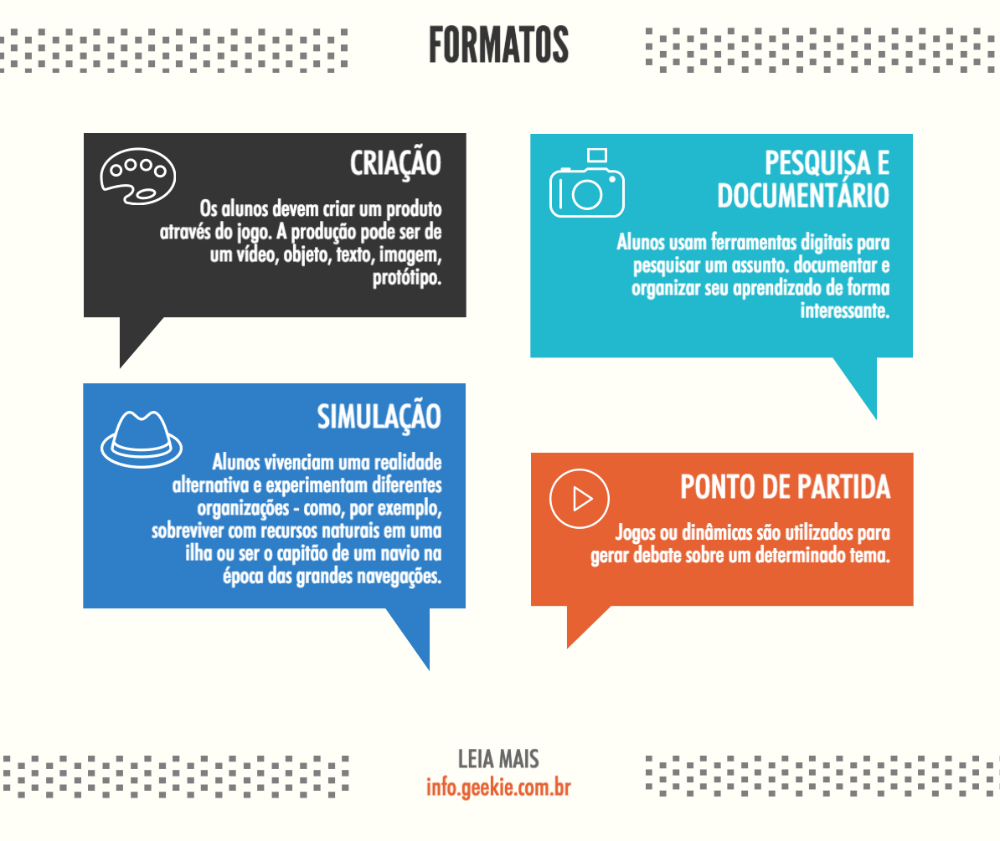 FORMATOS
CRIAÇÃO
Os alunos devem criar um produto
através do jogo. A produção pode ser de
um vídeo, objeto, texto, imagem,
protótipo.
PESQUISA E
DOCUMENTÁRIO
Alunos usam ferramentas digitais para
pesquisar um assunto. documentar e
organizar seu aprendizado de forma
interessante.
SIMULAÇÃO
Alunos vivenciam uma realidade
alternativa e experimentam diferentes
organizações - como, por exemplo,
sobreviver com recursos naturais em uma
ilha ou ser o capitão de um navio na
época das grandes navegações.
PONTO DE PARTIDA
Jogos ou dinâmicas são utilizados para
gerar debate sobre um determinado tema.
LEIA MAIS
info.geekie.com.br